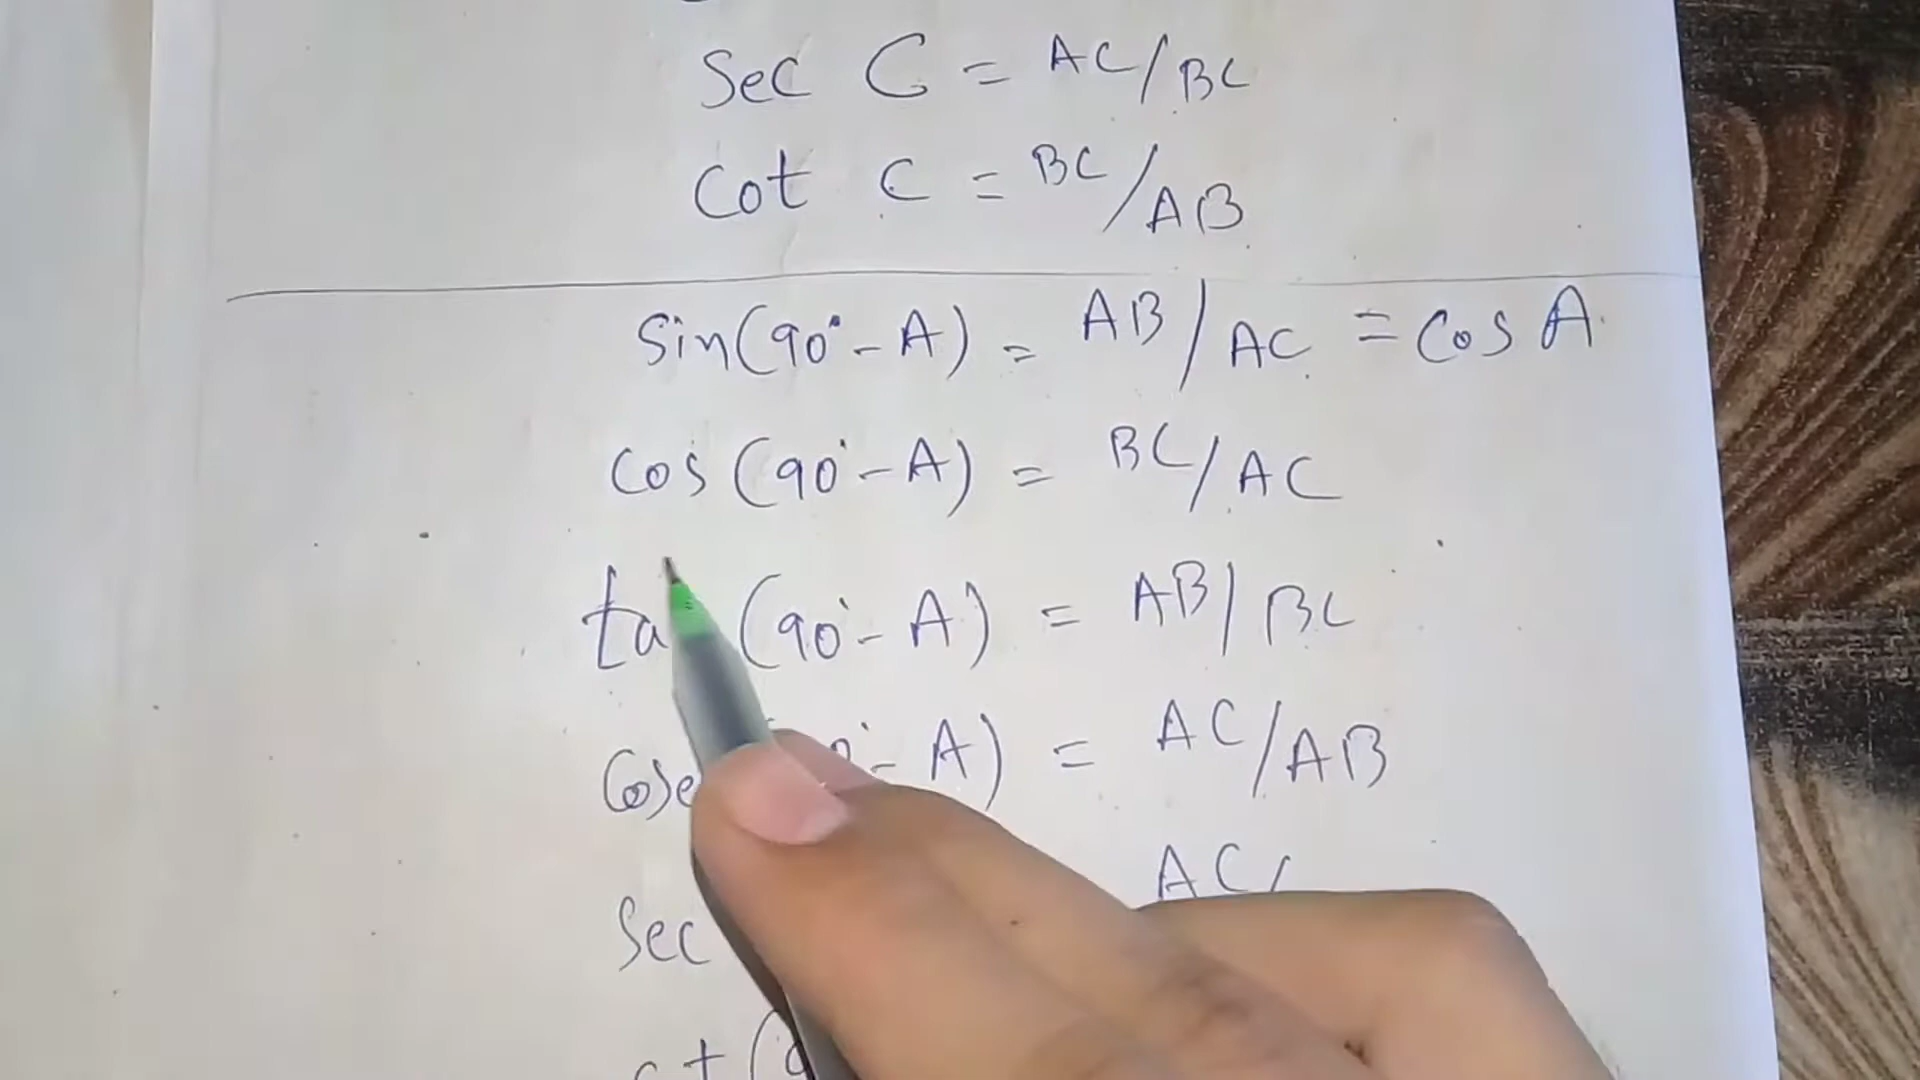 Sec C = AC/BC
Cot C = BC/AB
Sin(90°-A) = AB/AC = Cos A
Cos (90°-A) = BC/AC
(90°-A) = AB/BC
- A) = AC/AB
Sec AC/